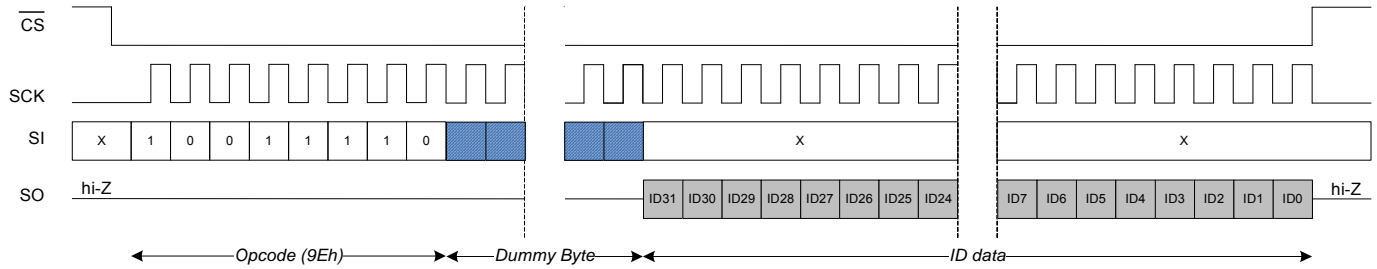 CS
SCK
SI X 1 0 0 1 1 1 1 0 X X
SO hi-Z ID31 ID30 ID29 ID28 ID27 ID26 ID25 ID24 ID7 ID6 ID5 ID4 ID3 ID2 ID1 ID0 hi-Z
Opcode (9Eh) Dummy Byte ID data